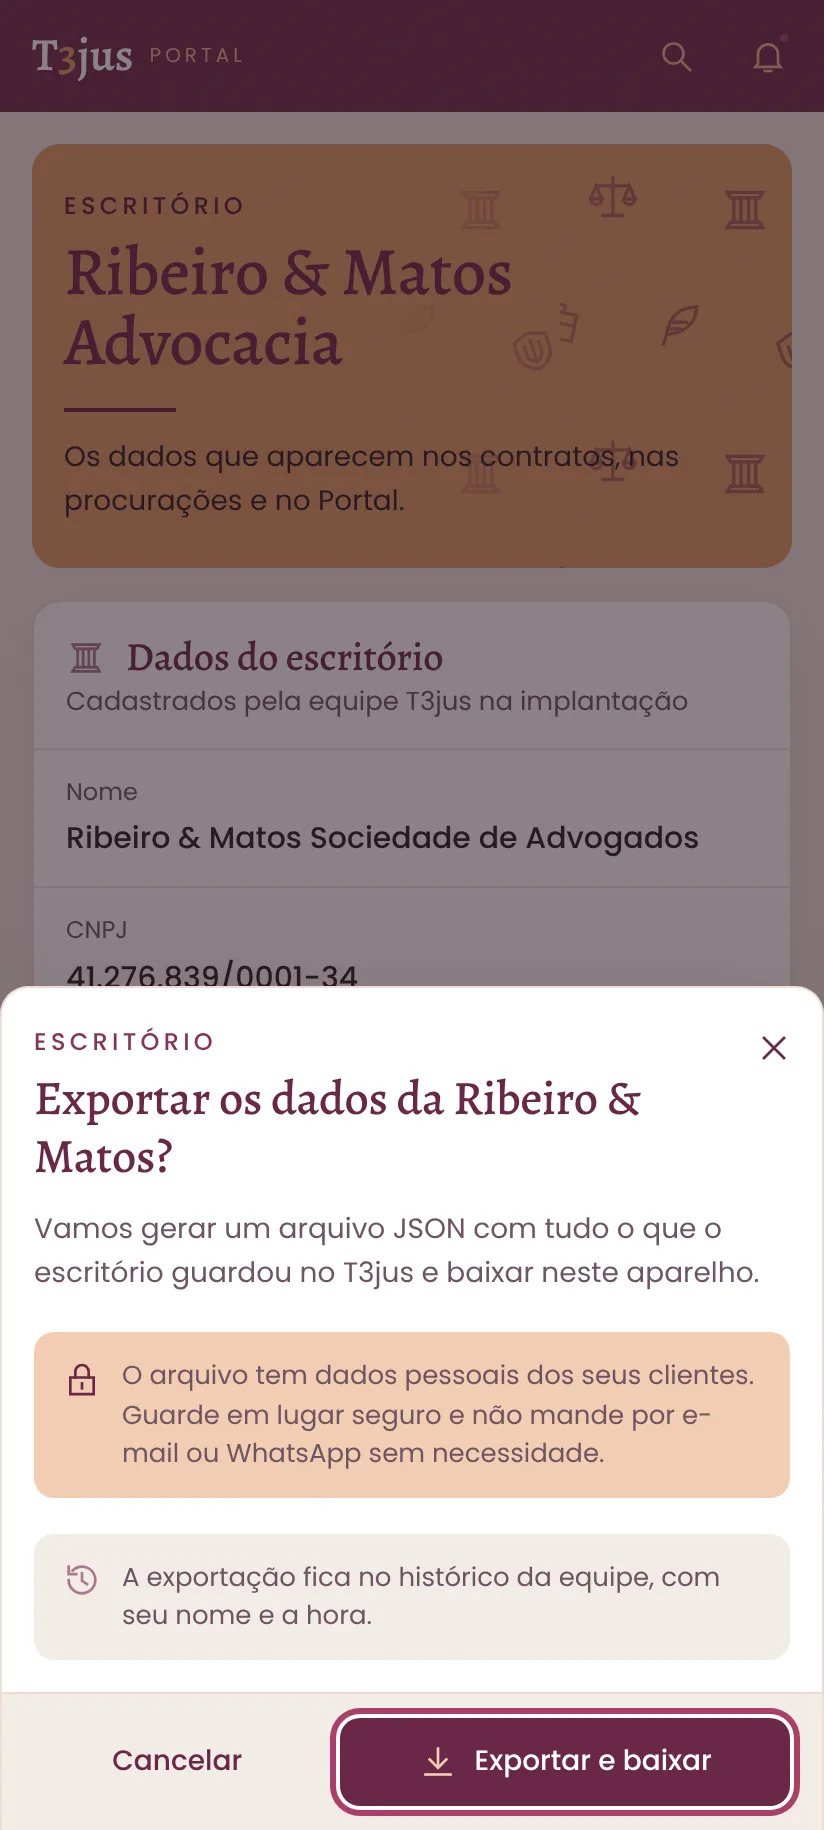 T3jus PORTAL
ESCRITÓRIO
Ribeiro & Matos
Advocacia
Os dados que aparecem nos contratos, nas
procurações e no Portal.
Dados do escritório
Cadastrados pela equipe T3jus na implantação
Nome
Ribeiro & Matos Sociedade de Advogados
CNPJ
41.276.839/0001-34
ESCRITÓRIO
Exportar os dados da Ribeiro &
Matos?
Vamos gerar um arquivo JSON com tudo o que o
escritório guardou no T3jus e baixar neste aparelho.
O arquivo tem dados pessoais dos seus clientes.
Guarde em lugar seguro e não mande por e-
mail ou WhatsApp sem necessidade.
A exportação fica no histórico da equipe, com
seu nome e a hora.
Cancelar
Exportar e baixar